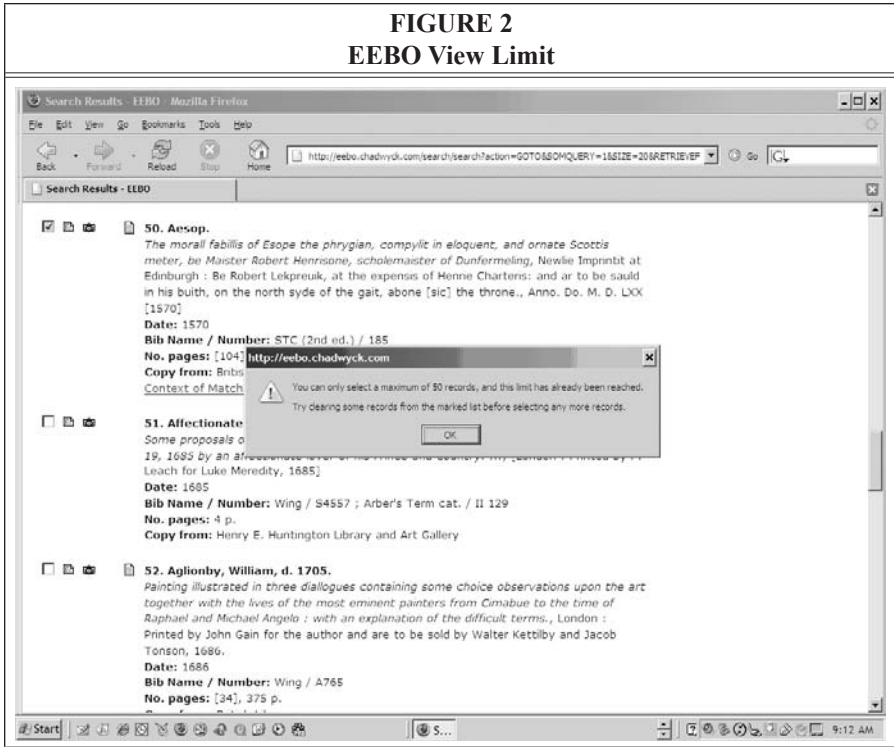 FIGURE 2
EEBO View Limit
Search Results - EEBO - Mozilla Firefox
File Edit View Go Bookmarks Tools Help
Back Forward Reload Stop Home http://eebo.chadwyck.com/search/search?action=GOTO&SOMQUERY=1&SIZE=20&RETRIEVEF Go
Search Results - EEBO
50. Aesop.
The morall fabillis of Esope the phrygian, compylit in eloquent, and ornate Scottis
meter, be Maister Robert Henrisone, scholemaister of Dunfermeling, Newlie Imprintit at
Edinburgh : Be Robert Lekpreuik, at the expensis of Henne Chartens: and ar to be sauld
in his buith, on the north syde of the gait, abone [sic] the throne., Anno. Do. M. D. LXX
[1570]
Date: 1570
Bib Name / Number: STC (2nd ed.) / 185
No. pages: [104]
Copy from:
Context of Match
http://eebo.chadwyck.com
You can only select a maximum of 50 records, and this limit has already been reached.
Try clearing some records from the marked list before selecting any more records.
OK
51. Affectionate
Some proposals
19, 1685 by an
Leach for Luke Meredity, 1685]
Date: 1685
Bib Name / Number: Wing / S4557 ; Arber's Term cat. / II 129
No. pages: 4 p.
Copy from: Henry E. Huntington Library and Art Gallery
52. Aglionby, William, d. 1705.
Painting illustrated in three diallogues containing some choice observations upon the art
together with the lives of the most eminent painters from Cimabue to the time of
Raphael and Michael Angelo : with an explanation of the difficult terms., London :
Printed by John Gain for the author and are to be sold by Walter Kettilby and Jacob
Tonson, 1686.
Date: 1686
Bib Name / Number: Wing / A765
No. pages: [34], 375 p.
Start S... 9:12 AM